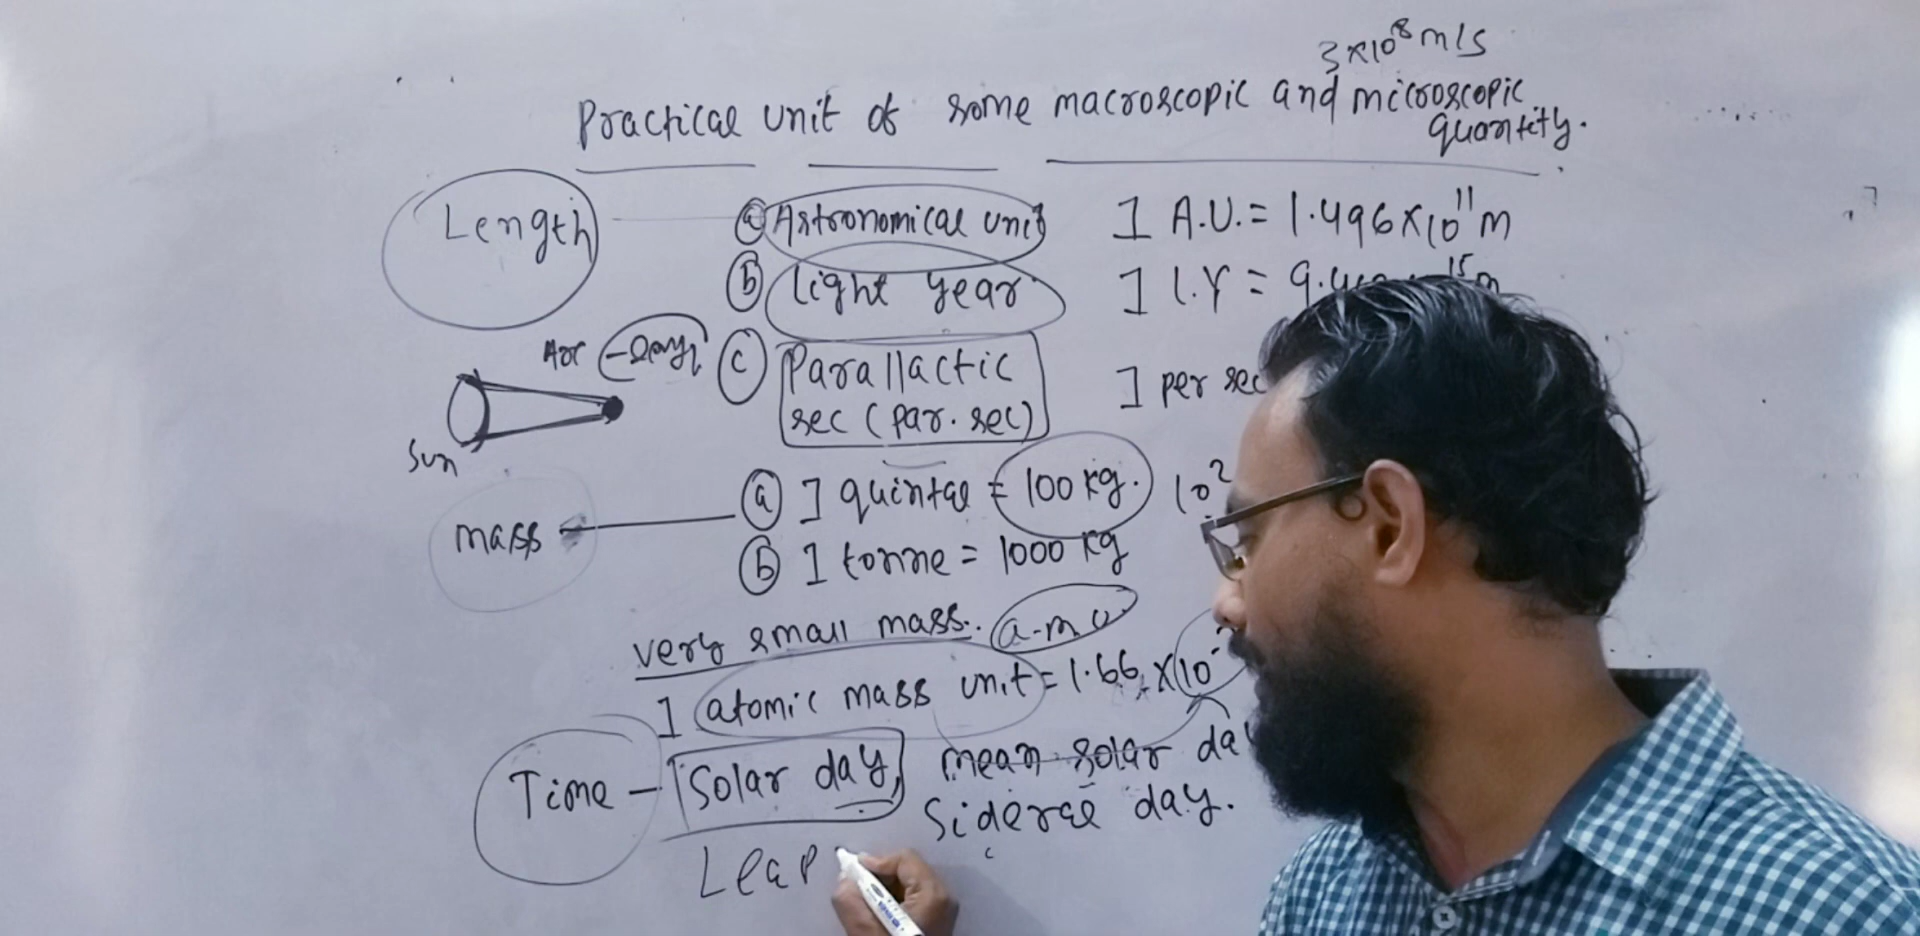 3×10⁸ m/s
Practical unit of some macroscopic and microscopic
quantity.
Length ⓐ Astronomical unit 1 A.U. = 1.496×10¹¹ m
ⓑ Light year 1 L.Y = 9.4
ⓒ Parallactic
sec (par. sec) 1 per sec
Sun
mass ⓐ 1 quintal = 100 kg. 10²
ⓑ 1 tonne = 1000 kg
very small mass. a.m.u
1 atomic mass unit = 1.66 × 10⁻
Time – Solar day, mean solar da
Sideral day.
Leap